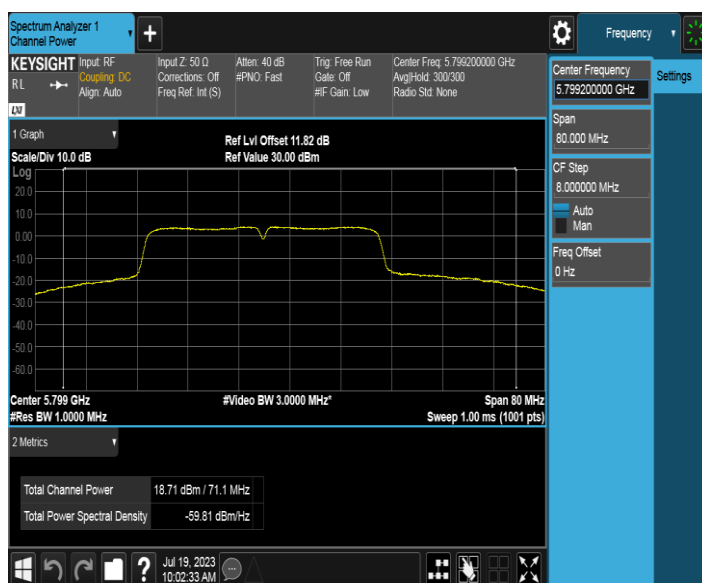 Spectrum Analyzer 1
Channel Power
Frequency
KEYSIGHT
RL
LXI
Input: RF
Coupling: DC
Align: Auto
Input Z: 50 Ω
Corrections: Off
Freq Ref: Int (S)
Atten: 40 dB
#PNO: Fast
Trig: Free Run
Gate: Off
#IF Gain: Low
Center Freq: 5.799200000 GHz
Avg|Hold: 300/300
Radio Std: None
Center Frequency
5.799200000 GHz
Settings
Span
80.000 MHz
CF Step
8.000000 MHz
Auto
Man
Freq Offset
0 Hz
1 Graph
Scale/Div 10.0 dB
Ref Lvl Offset 11.82 dB
Ref Value 30.00 dBm
Log
20.0
10.0
0.00
-10.0
-20.0
-30.0
-40.0
-50.0
-60.0
Center 5.799 GHz
#Video BW 3.0000 MHz*
Span 80 MHz
#Res BW 1.0000 MHz
Sweep 1.00 ms (1001 pts)
2 Metrics
Total Channel Power 18.71 dBm / 71.1 MHz
Total Power Spectral Density -59.81 dBm/Hz
?
Jul 19, 2023
10:02:33 AM